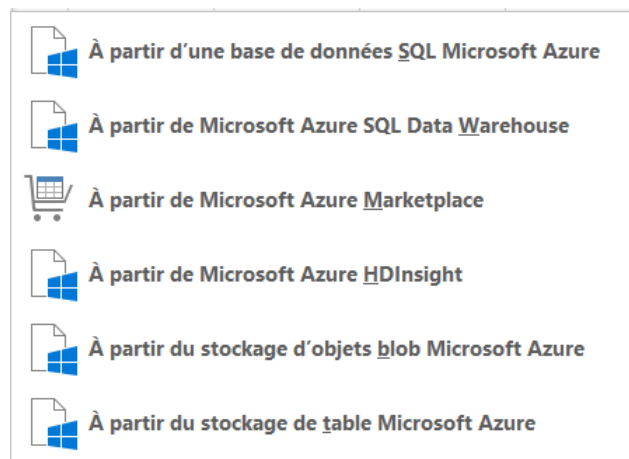 À partir d'une base de données SQL Microsoft Azure
À partir de Microsoft Azure SQL Data Warehouse
À partir de Microsoft Azure Marketplace
À partir de Microsoft Azure HDInsight
À partir du stockage d'objets blob Microsoft Azure
À partir du stockage de table Microsoft Azure